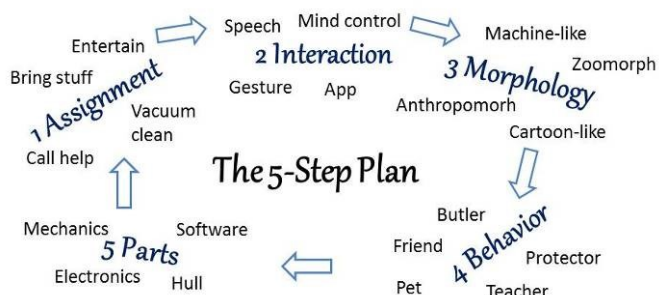 Entertain
Bring stuff
1 Assignment
Vacuum
clean
Call help
Speech
Mind control
2 Interaction
Gesture
App
Machine-like
Zoomorph
3 Morphology
Anthropomorh
Cartoon-like
The 5-Step Plan
Butler
Friend
4 Behavior
Protector
Pet
Teacher
Mechanics
Software
5 Parts
Electronics
Hull